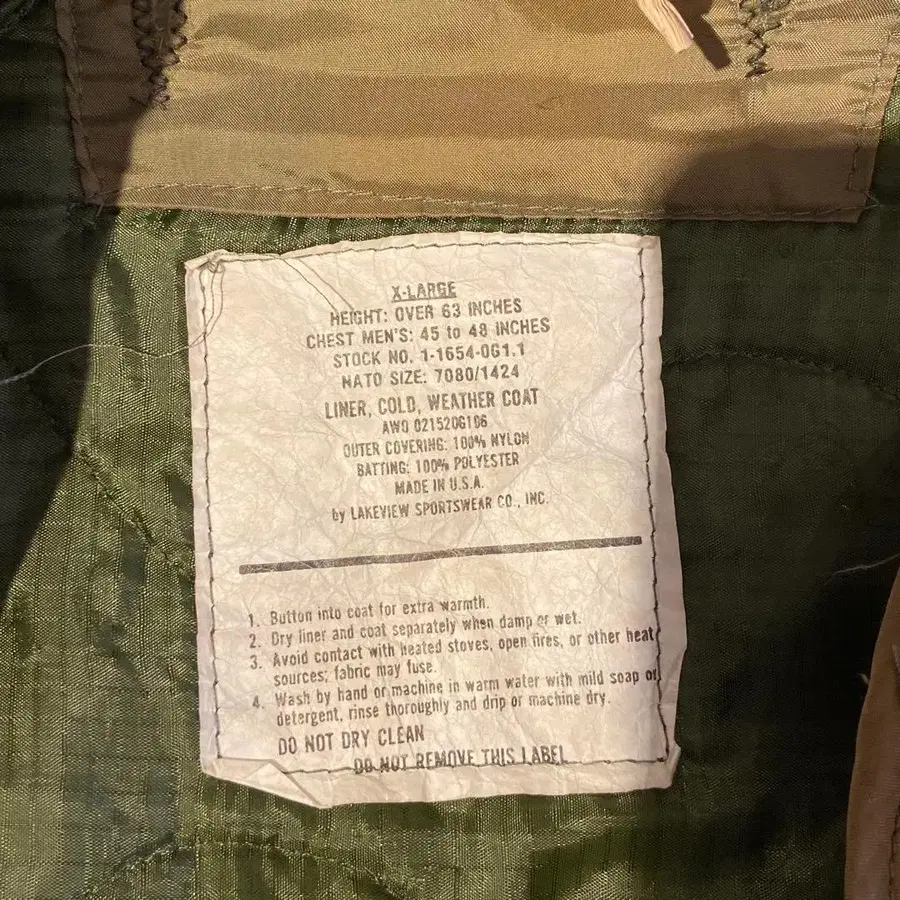 X-LARGE
HEIGHT: OVER 63 INCHES
CHEST MEN'S: 45 to 48 INCHES
STOCK NO. 1-1654-0G1.1
NATO SIZE: 7080/1424
LINER, COLD, WEATHER COAT
AWO 021520G106
OUTER COVERING: 100% NYLON
BATTING: 100% POLYESTER
MADE IN U.S.A.
by LAKEVIEW SPORTSWEAR CO., INC.
1. Button into coat for extra warmth.
2. Dry liner and coat separately when damp or wet.
3. Avoid contact with heated stoves, open fires, or other heat
sources; fabric may fuse.
4. Wash by hand or machine in warm water with mild soap or
detergent, rinse thoroughly and drip or machine dry.
DO NOT DRY CLEAN
DO NOT REMOVE THIS LABEL